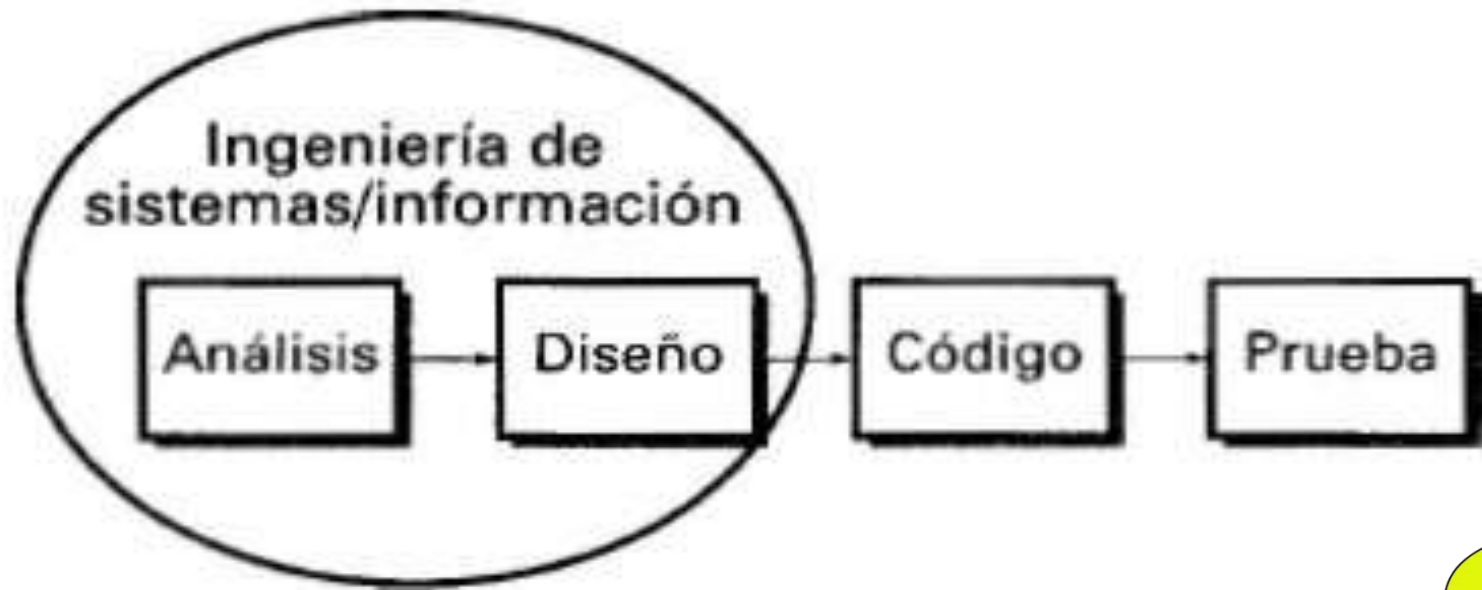 Ingeniería de
sistemas/información
Análisis
Diseño
Código
Prueba